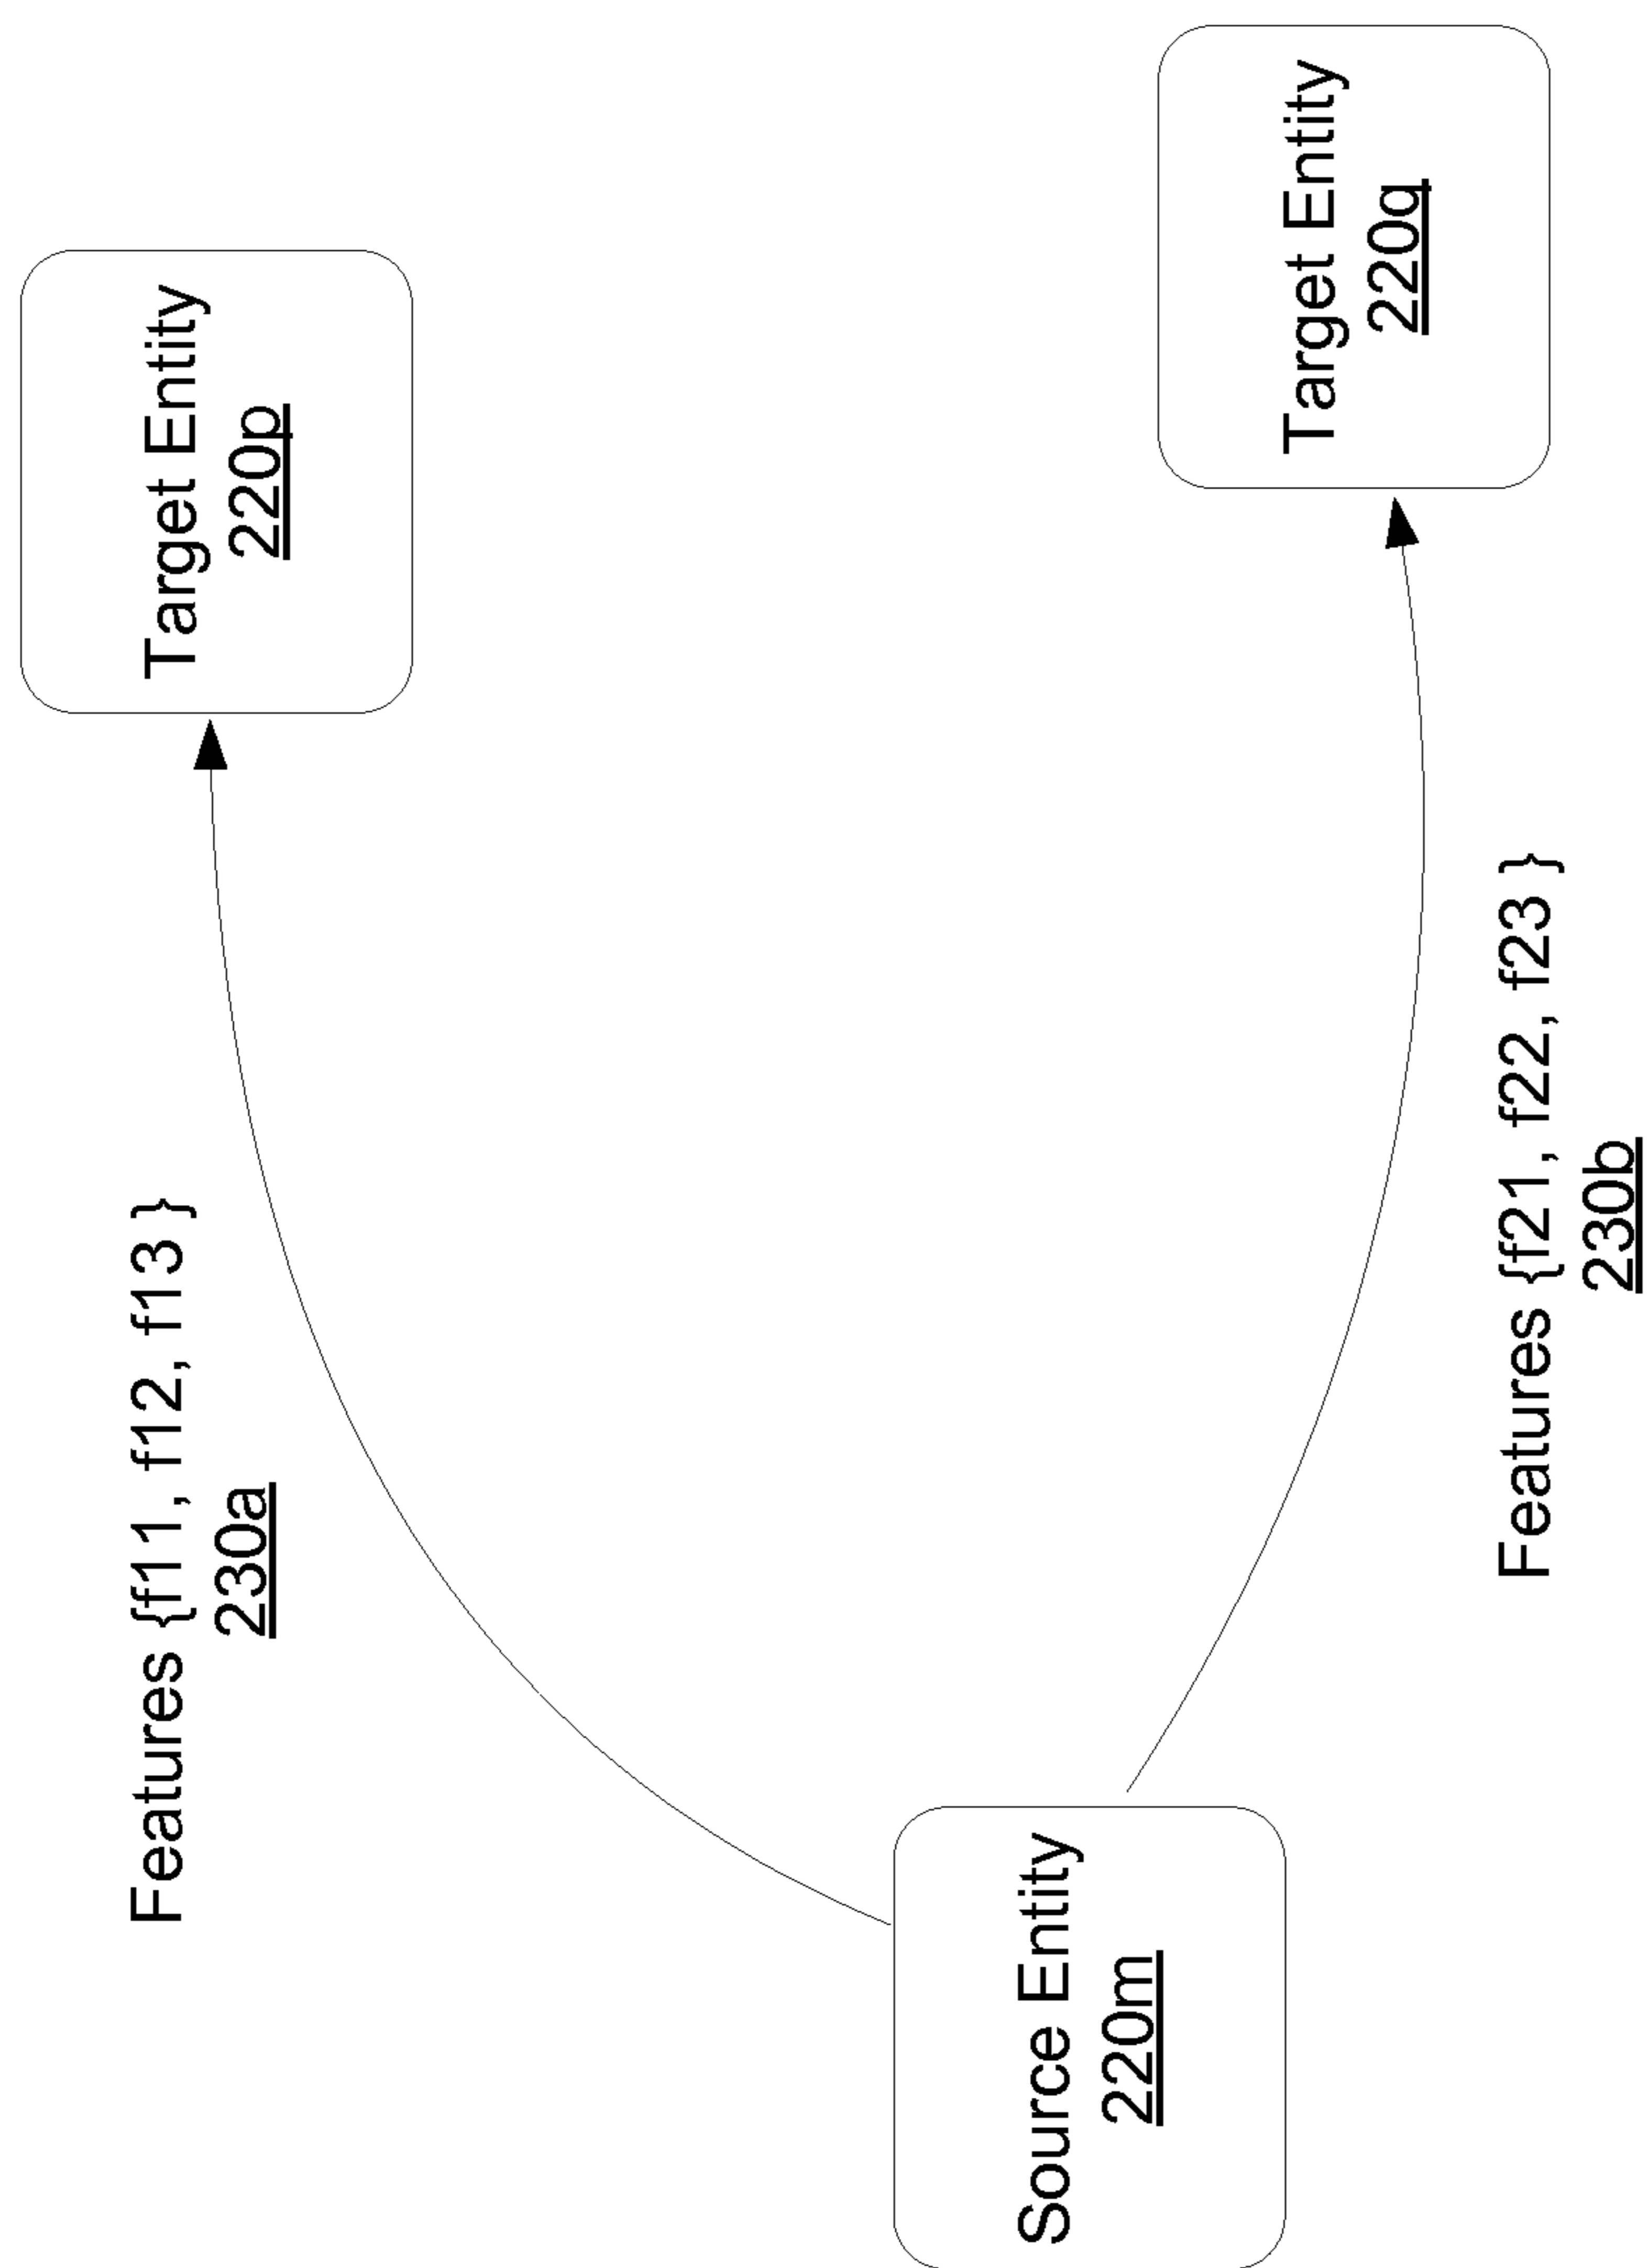 Features {f11, f12, f13 }
230a
Target Entity
220p
Source Entity
220m
Target Entity
220q
Features {f21, f22, f23 }
230b